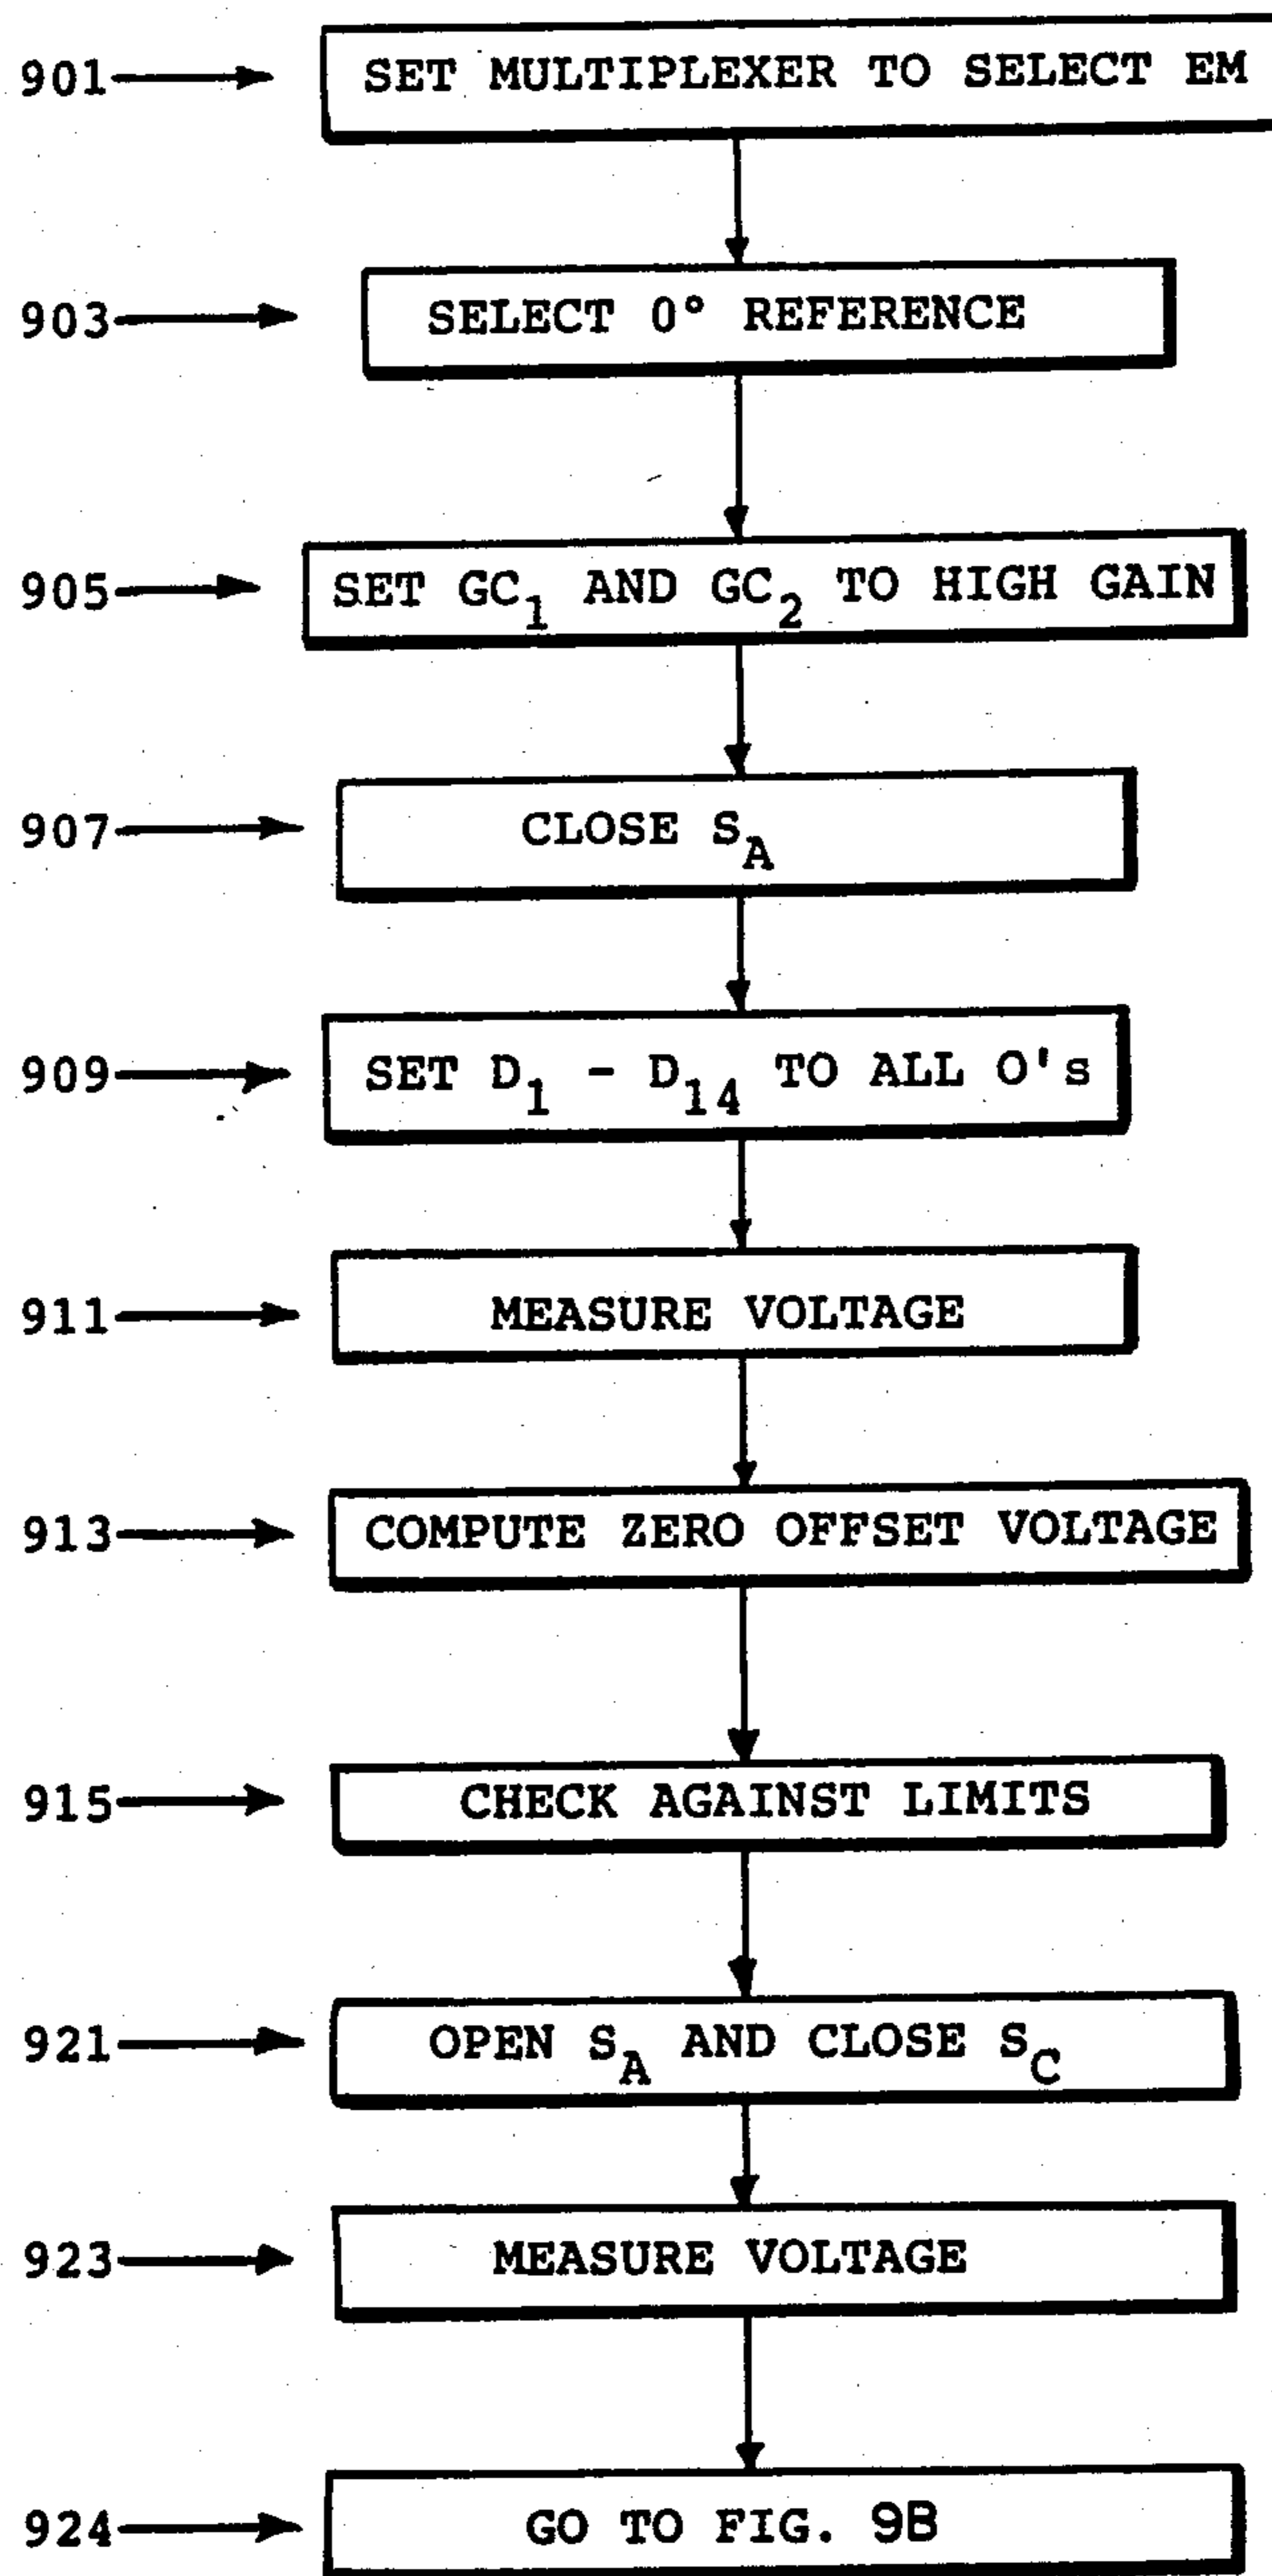 901 SET MULTIPLEXER TO SELECT EM
903 SELECT 0° REFERENCE
905 SET GC1 AND GC2 TO HIGH GAIN
907 CLOSE SA
909 SET D1 - D14 TO ALL O's
911 MEASURE VOLTAGE
913 COMPUTE ZERO OFFSET VOLTAGE
915 CHECK AGAINST LIMITS
921 OPEN SA AND CLOSE SC
923 MEASURE VOLTAGE
924 GO TO FIG. 9B